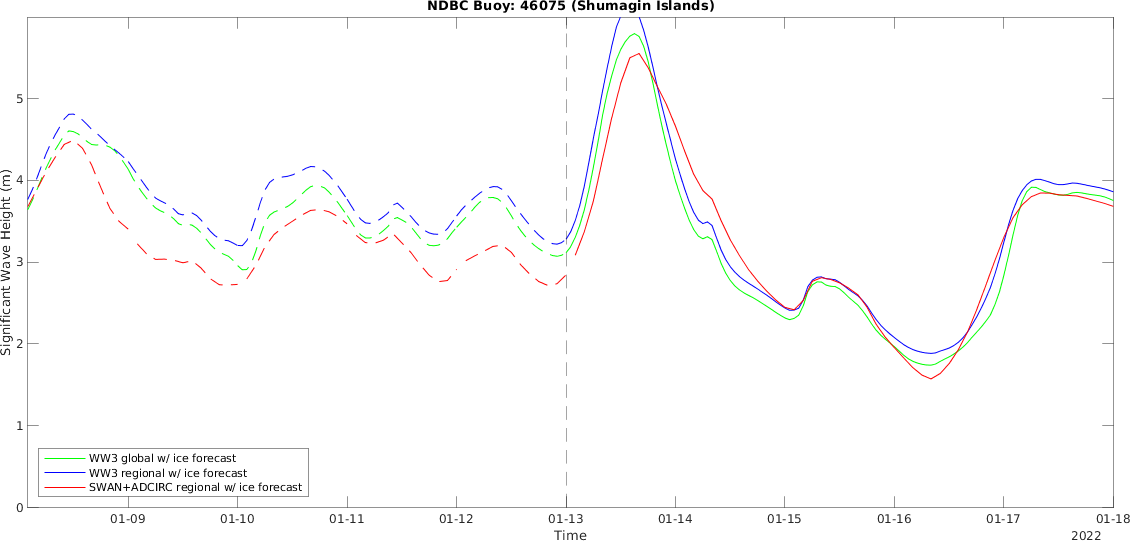 NDBC Buoy: 46075 (Shumagin Islands)
Significant Wave Height (m)
5
4
3
2
1
0
WW3 global w/ ice forecast
WW3 regional w/ ice forecast
SWAN+ADCIRC regional w/ ice forecast
01-09 01-10 01-11 01-12 01-13 01-14 01-15 01-16 01-17 01-18
Time
2022